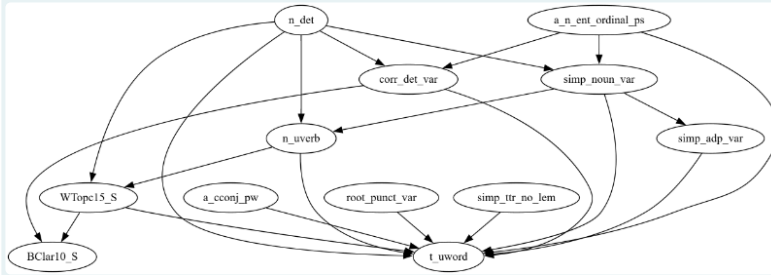 n_det a_n_ent_ordinal_ps
corr_det_var simp_noun_var
n_uverb simp_adp_var
WTopc15_S a_cconj_pw root_punct_var simp_ttr_no_lem
BClar10_S t_uword